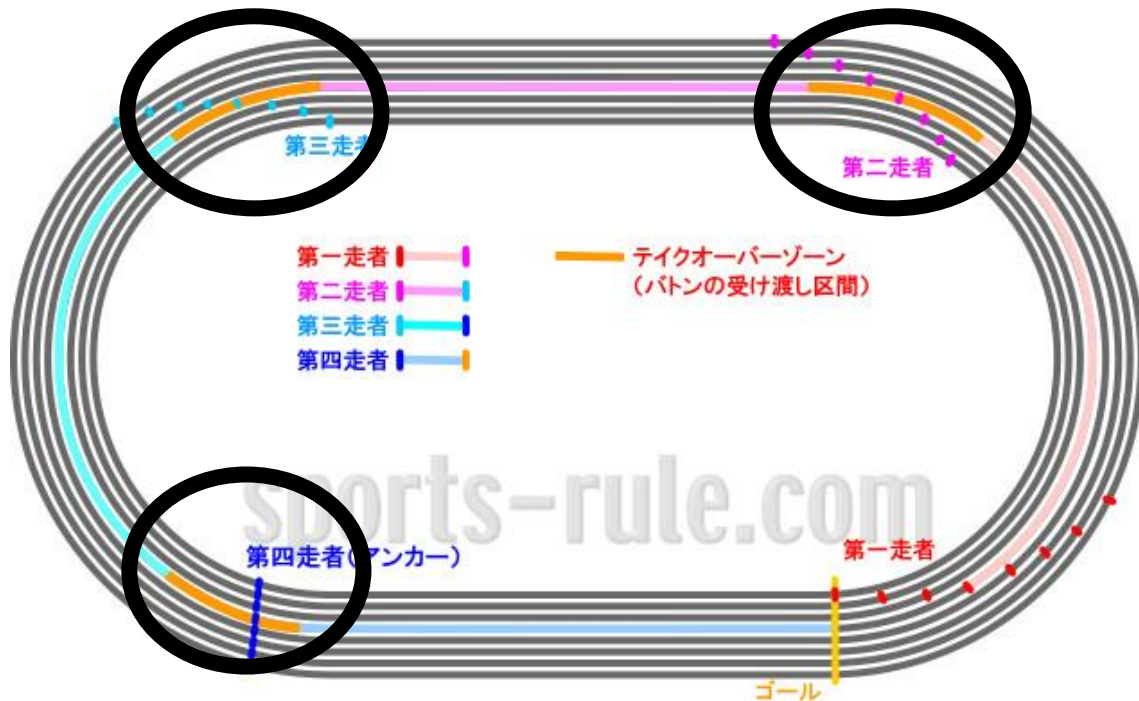 第三走者
第二走者
第一走者
第二走者
第三走者
第四走者
テイクオーバーゾーン
(バトンの受け渡し区間)
sports-rule.com
第四走者(アンカー)
第一走者
ゴール